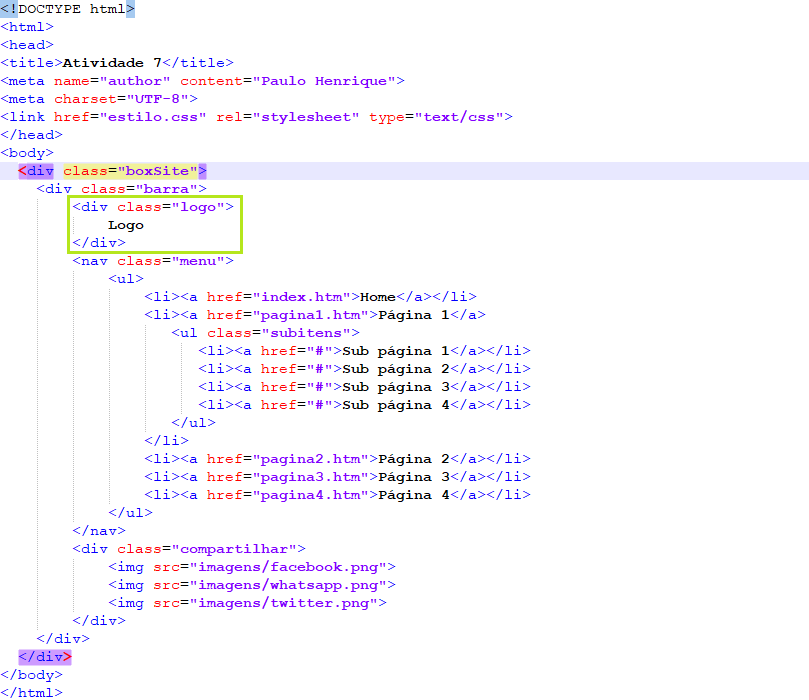 <!DOCTYPE html>
<html>
<head>
<title>Atividade 7</title>
<meta name="author" content="Paulo Henrique">
<meta charset="UTF-8">
<link href="estilo.css" rel="stylesheet" type="text/css">
</head>
<body>
<div class="boxSite">
<div class="barra">
<div class="logo">
Logo
</div>
<nav class="menu">
<ul>
<li><a href="index.htm">Home</a></li>
<li><a href="pagina1.htm">Página 1</a>
<ul class="subitens">
<li><a href="#">Sub página 1</a></li>
<li><a href="#">Sub página 2</a></li>
<li><a href="#">Sub página 3</a></li>
<li><a href="#">Sub página 4</a></li>
</ul>
</li>
<li><a href="pagina2.htm">Página 2</a></li>
<li><a href="pagina3.htm">Página 3</a></li>
<li><a href="pagina4.htm">Página 4</a></li>
</ul>
</nav>
<div class="compartilhar">
<img src="imagens/facebook.png">
<img src="imagens/whatsapp.png">
<img src="imagens/twitter.png">
</div>
</div>
</div>
</body>
</html>